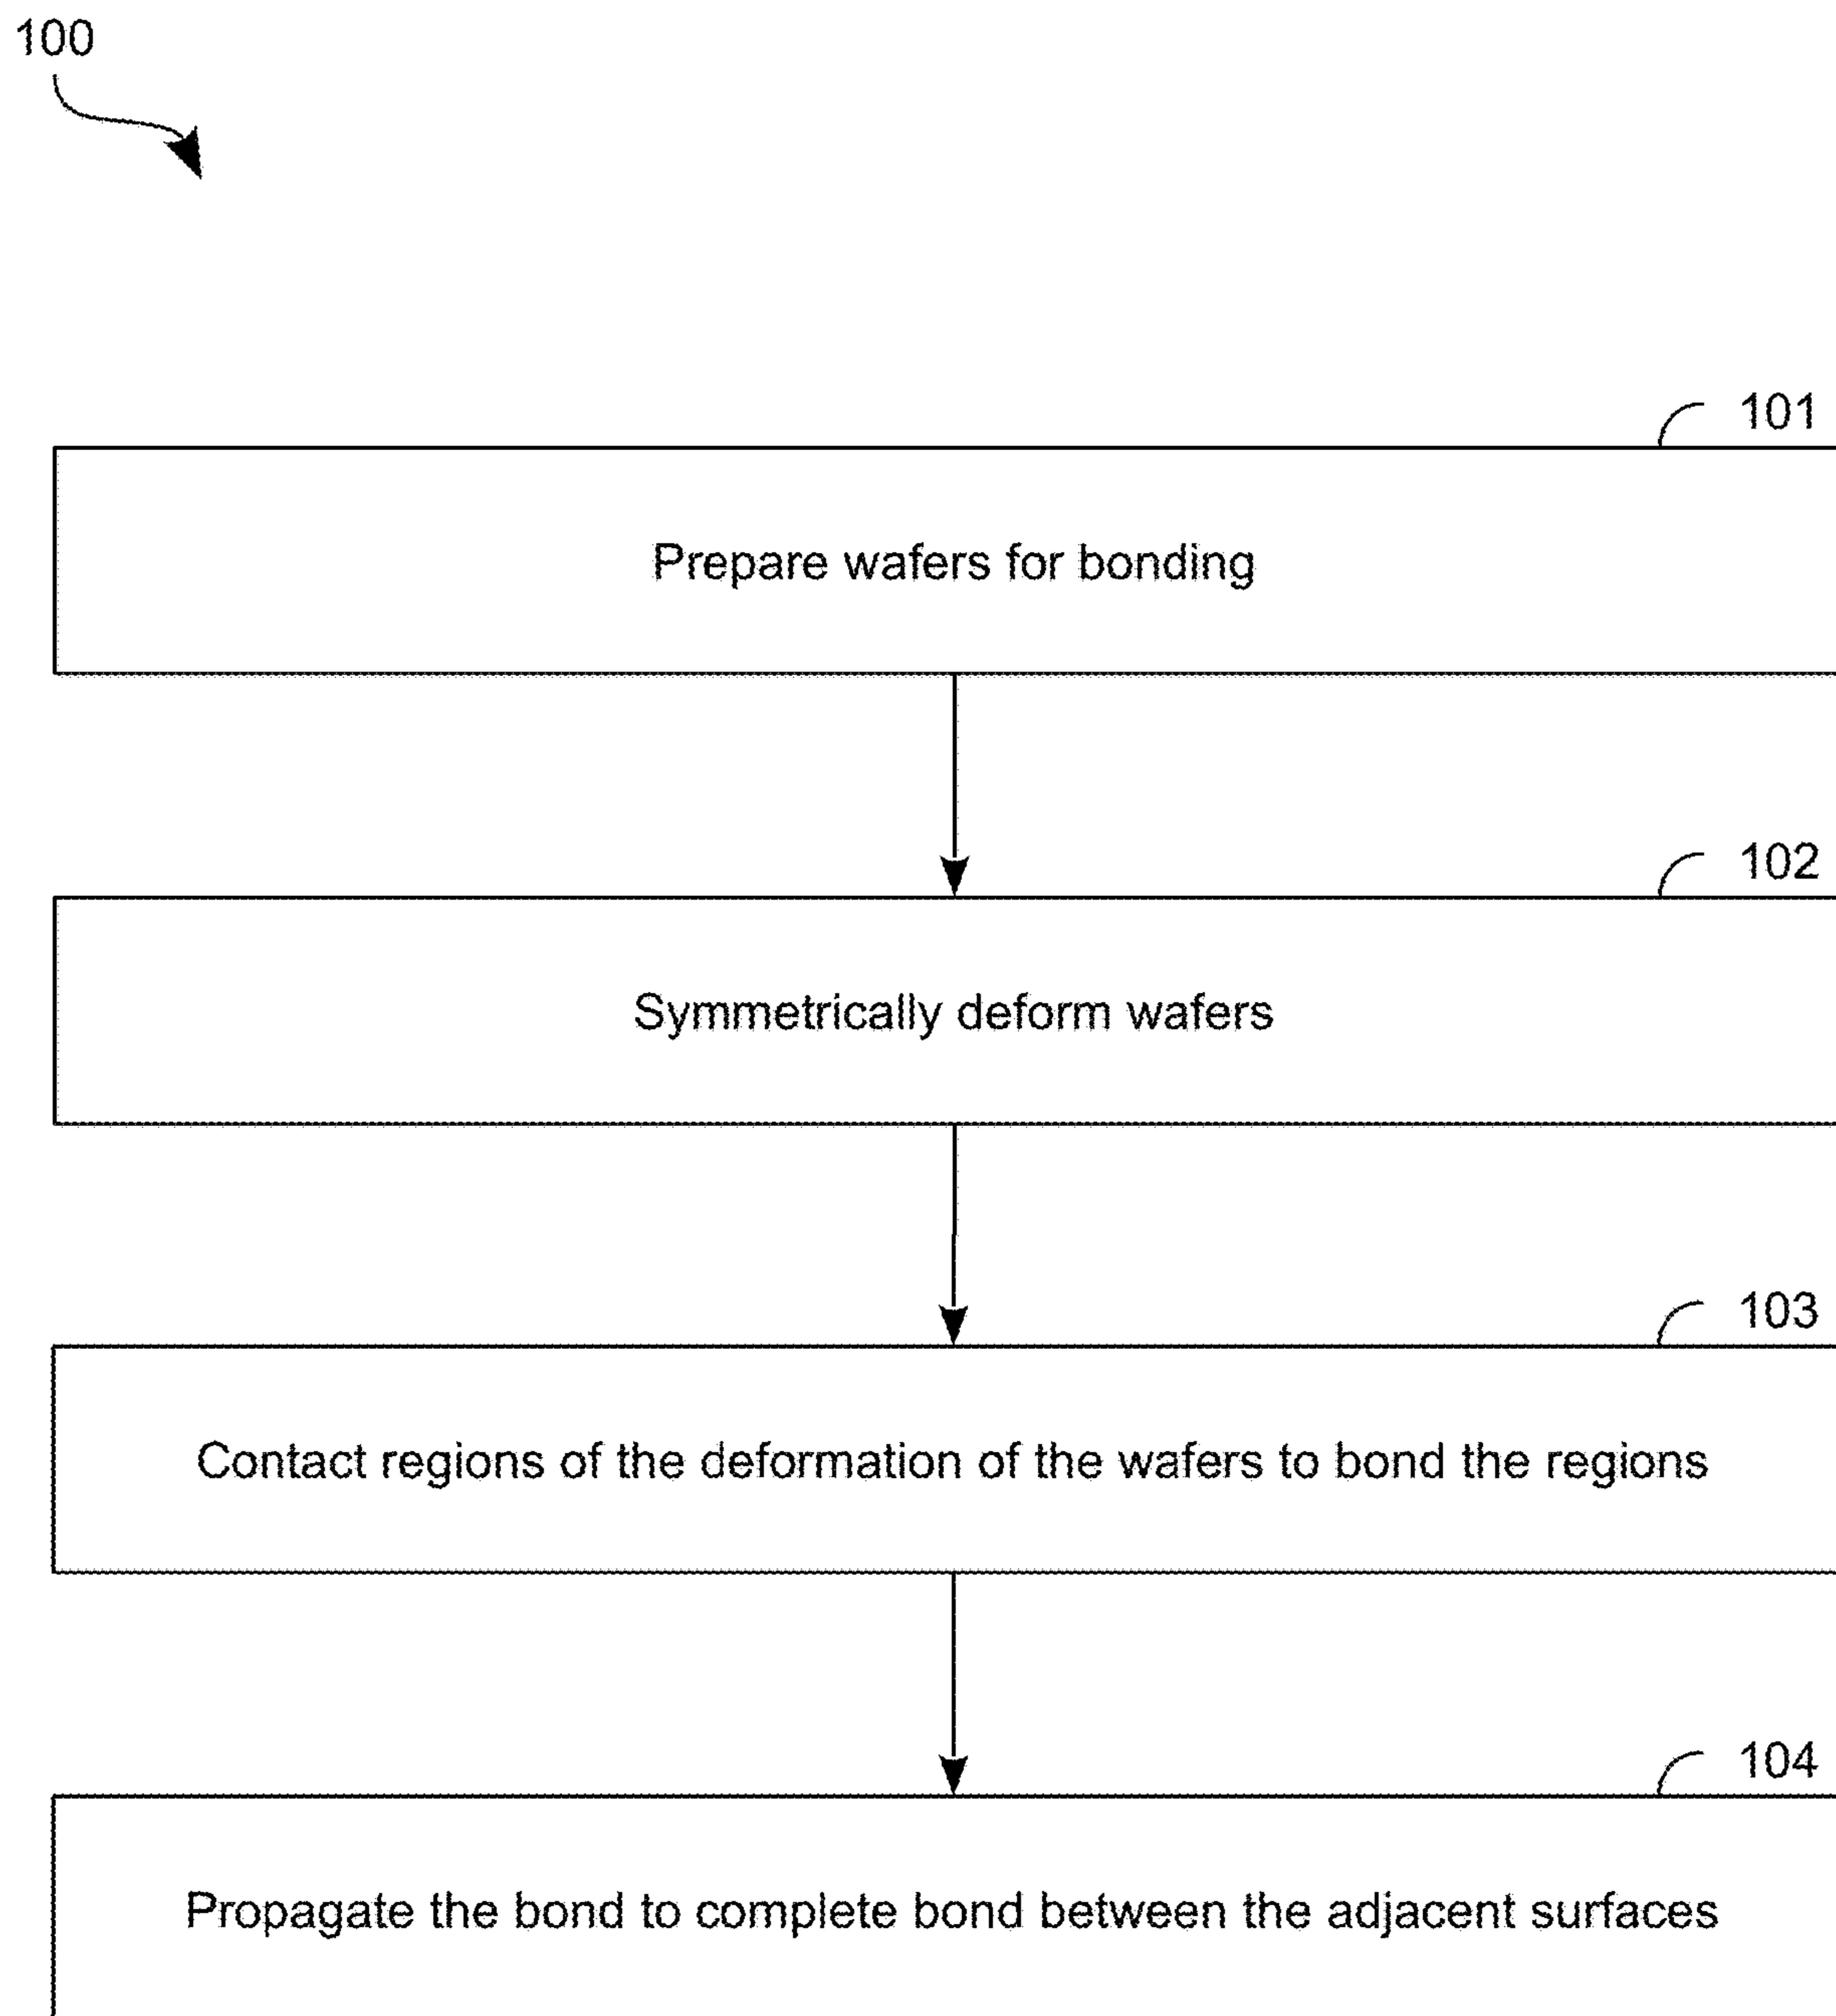 100
101
Prepare wafers for bonding
102
Symmetrically deform wafers
103
Contact regions of the deformation of the wafers to bond the regions
104
Propagate the bond to complete bond between the adjacent surfaces